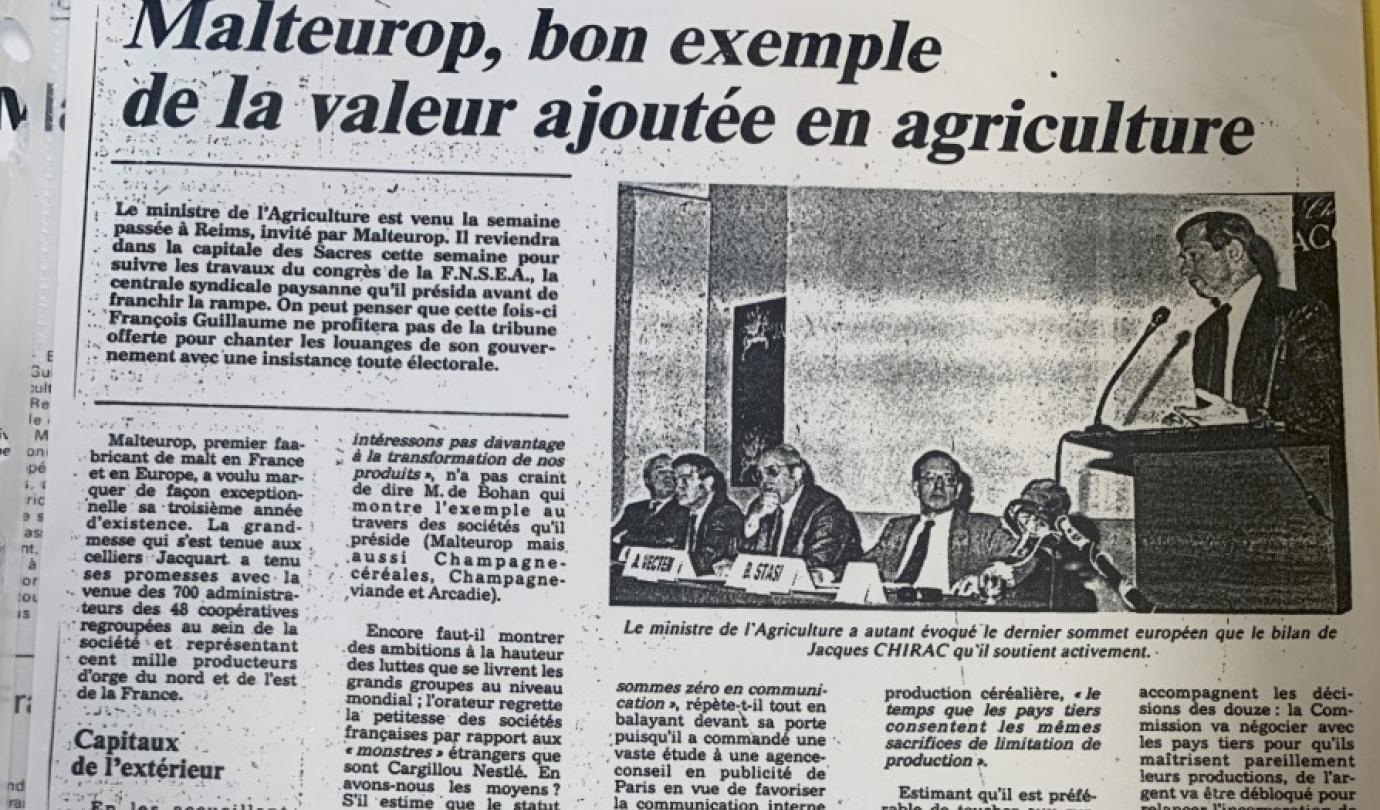 Malteurop, bon exemple
de la valeur ajoutée en agriculture
Le ministre de l'Agriculture est venu la semaine
passée à Reims, invité par Malteurop. Il reviendra
dans la capitale des Sacres cette semaine pour
suivre les travaux du congrès de la F.N.S.E.A., la
centrale syndicale paysanne qu'il présida avant de
franchir la rampe. On peut penser que cette fois-ci
François Guillaume ne profitera pas de la tribune
offerte pour chanter les louanges de son gouver-
nement avec une insistance toute électorale.
Malteurop, premier faa-
bricant de malt en France
et en Europe, a voulu mar-
quer de façon exception-
nelle sa troisième année
d'existence. La grand-
messe qui s'est tenue aux
celliers Jacquart a tenu
ses promesses avec la
venue des 700 administra-
teurs des 48 coopératives
regroupées au sein de la
société et représentant
cent mille producteurs
d'orge du nord et de l'est
de la France.
Capitaux
de l'extérieur
intéressons pas davantage
à la transformation de nos
produits », n'a pas craint
de dire M. de Bohan qui
montre l'exemple au
travers des sociétés qu'il
préside (Malteurop mais
aussi Champagne-
céréales, Champagne-
viande et Arcadie).
Encore faut-il montrer
des ambitions à la hauteur
des luttes que se livrent les
grands groupes au niveau
mondial ; l'orateur regrette
la petitesse des sociétés
françaises par rapport aux
« monstres » étrangers que
sont Cargillou Nestlé. En
avons-nous les moyens ?
S'il estime que le statut
A. VECTEN
B. STASI
Le ministre de l'Agriculture a autant évoqué le dernier sommet européen que le bilan de
Jacques CHIRAC qu'il soutient activement.
sommes zéro en communi-
cation », répète-t-il tout en
balayant devant sa porte
puisqu'il a commandé une
vaste étude à une agence-
conseil en publicité de
Paris en vue de favoriser
la communication interne
production céréalière, « le
temps que les pays tiers
consentent les mêmes
sacrifices de limitation de
production ».
Estimant qu'il est préfé-
accompagnent les déci-
sions des douze : la Com-
mission va négocier avec
les pays tiers pour qu'ils
maîtrisent pareillement
leurs productions, de l'ar-
gent va être débloqué pour